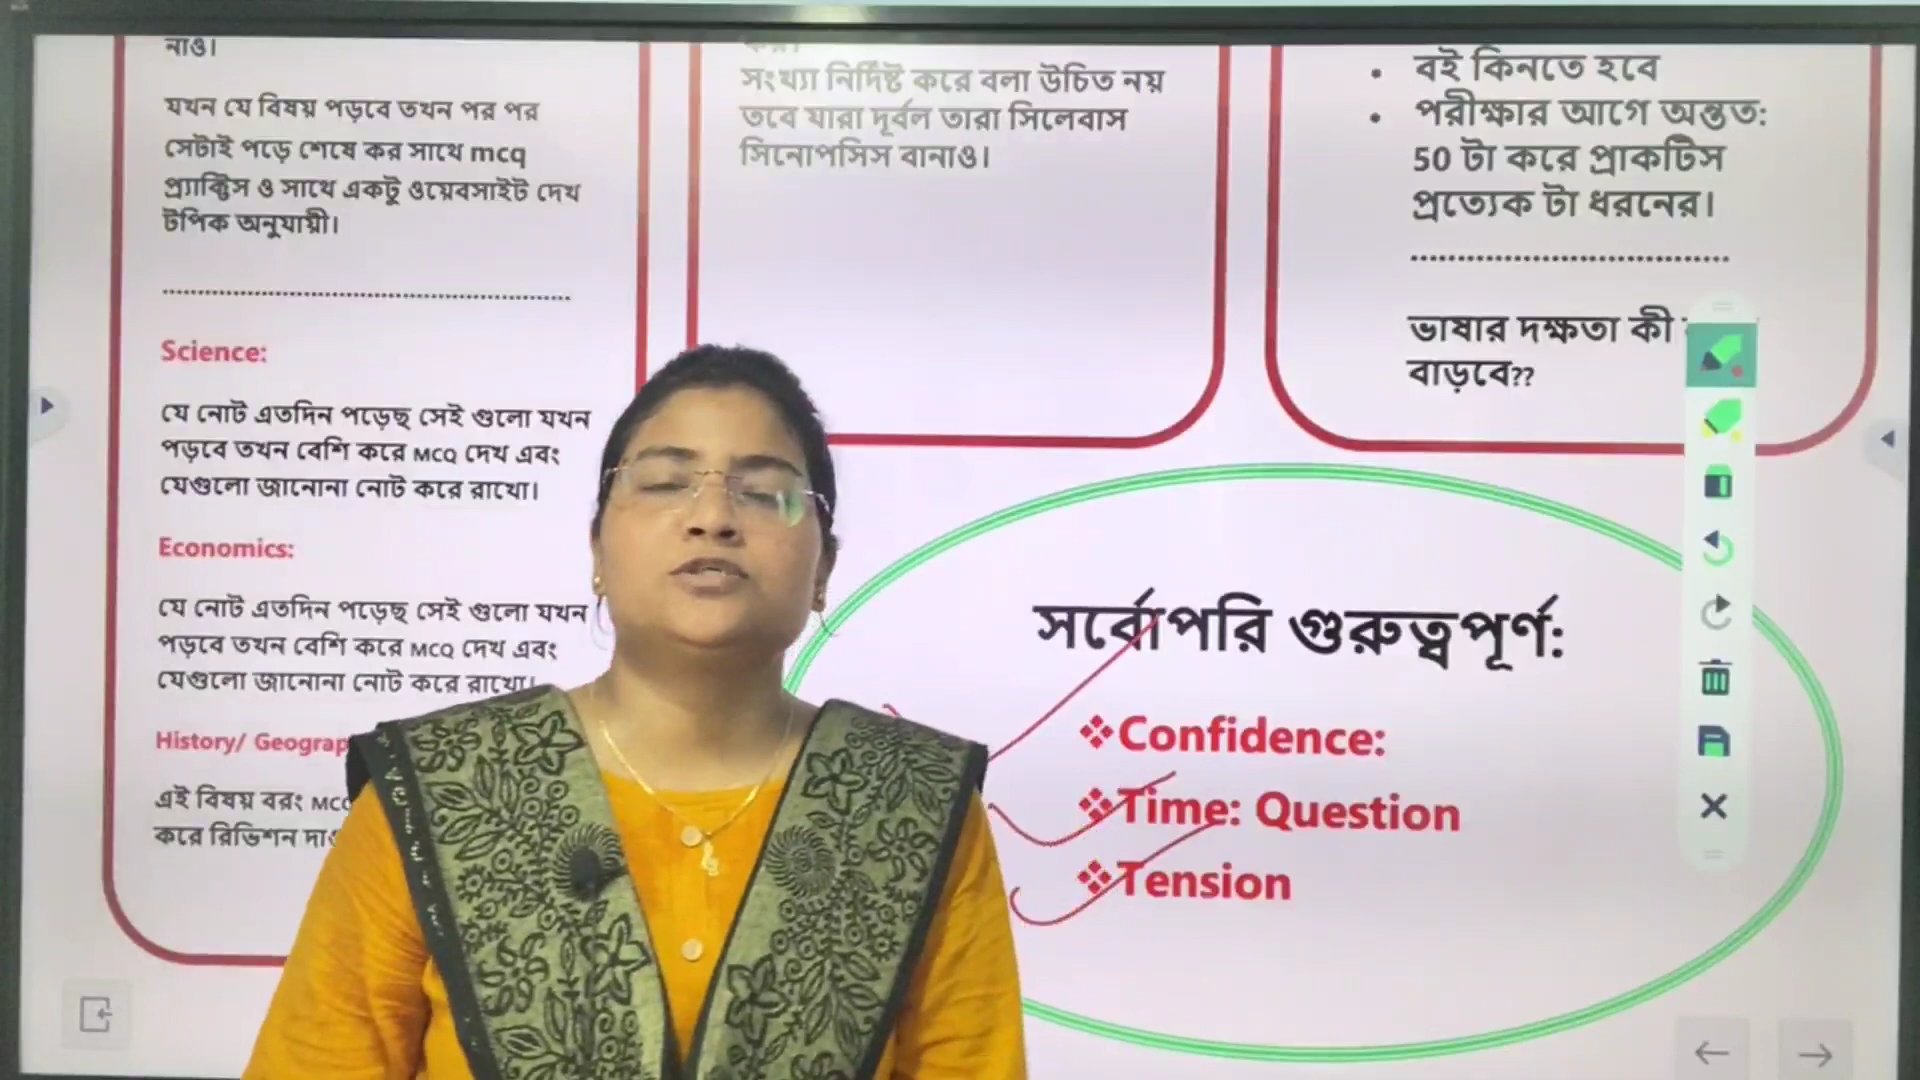 নাও।
যখন যে বিষয় পড়বে তখন পর পর
সেটাই পড়ে শেষে কর সাথে mcq
প্র্যাক্টিস ও সাথে একটু ওয়েবসাইট দেখ
টপিক অনুযায়ী।
Science:
যে নোট এতদিন পড়েছ সেই গুলো যখন
পড়বে তখন বেশি করে MCQ দেখ এবং
যেগুলো জানোনা নোট করে রাখো।
Economics:
যে নোট এতদিন পড়েছ সেই গুলো যখন
পড়বে তখন বেশি করে MCQ দেখ এবং
যেগুলো জানোনা নোট করে রাখো।
History/ Geograp
এই বিষয় বরং MCQ
করে রিভিশন দাও
সংখ্যা নির্দিষ্ট করে বলা উচিত নয়
তবে যারা দূর্বল তারা সিলেবাস
সিনোপসিস বানাও।
• বই কিনতে হবে
• পরীক্ষার আগে অন্তত:
50 টা করে প্রাকটিস
প্রত্যেক টা ধরনের।
ভাষার দক্ষতা কী
বাড়বে??
সর্বোপরি গুরুত্বপূর্ণ:
❖Confidence:
❖Time: Question
❖Tension